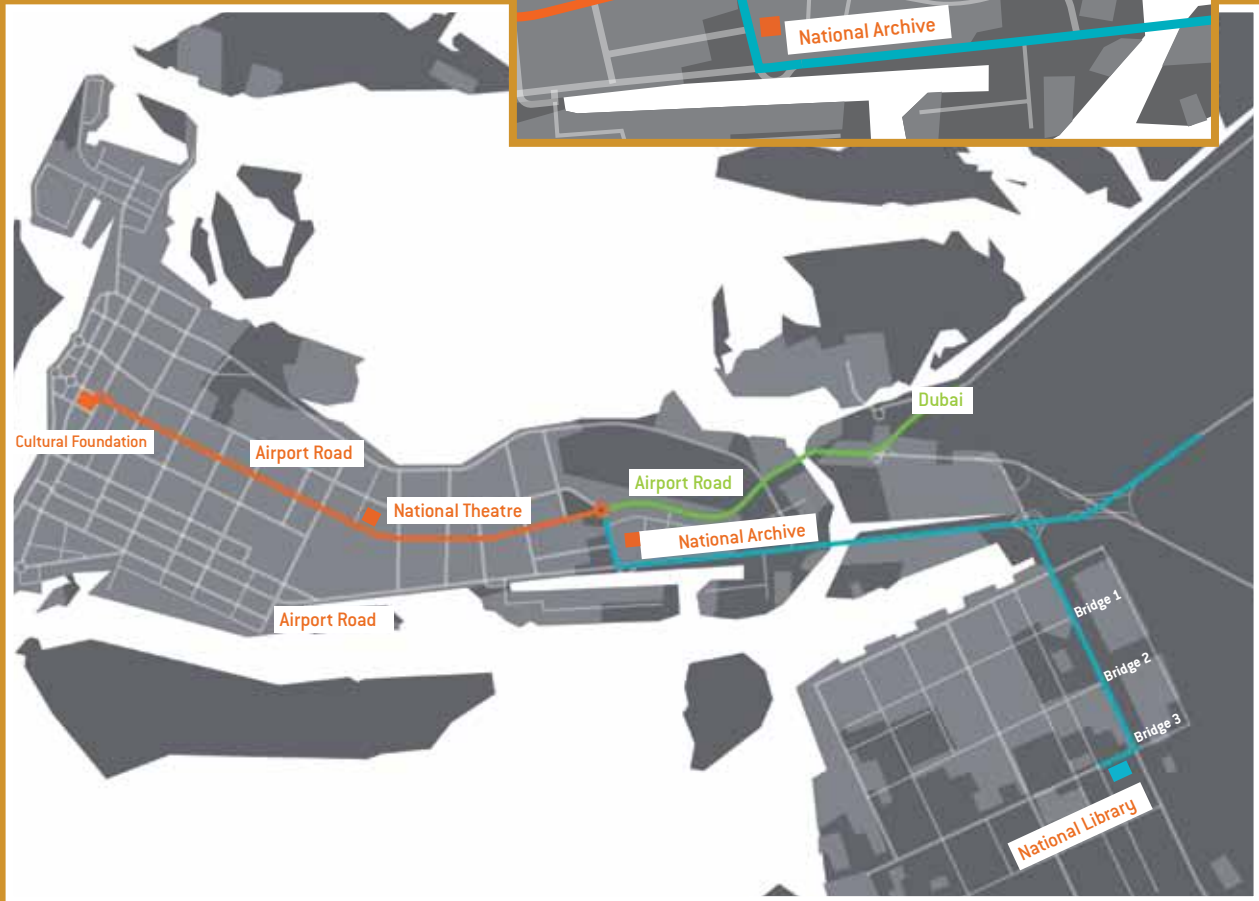 National Archive
Dubai
Cultural Foundation
Airport Road
Airport Road
National Theatre
National Archive
Airport Road
Bridge 1
Bridge 2
Bridge 3
National Library